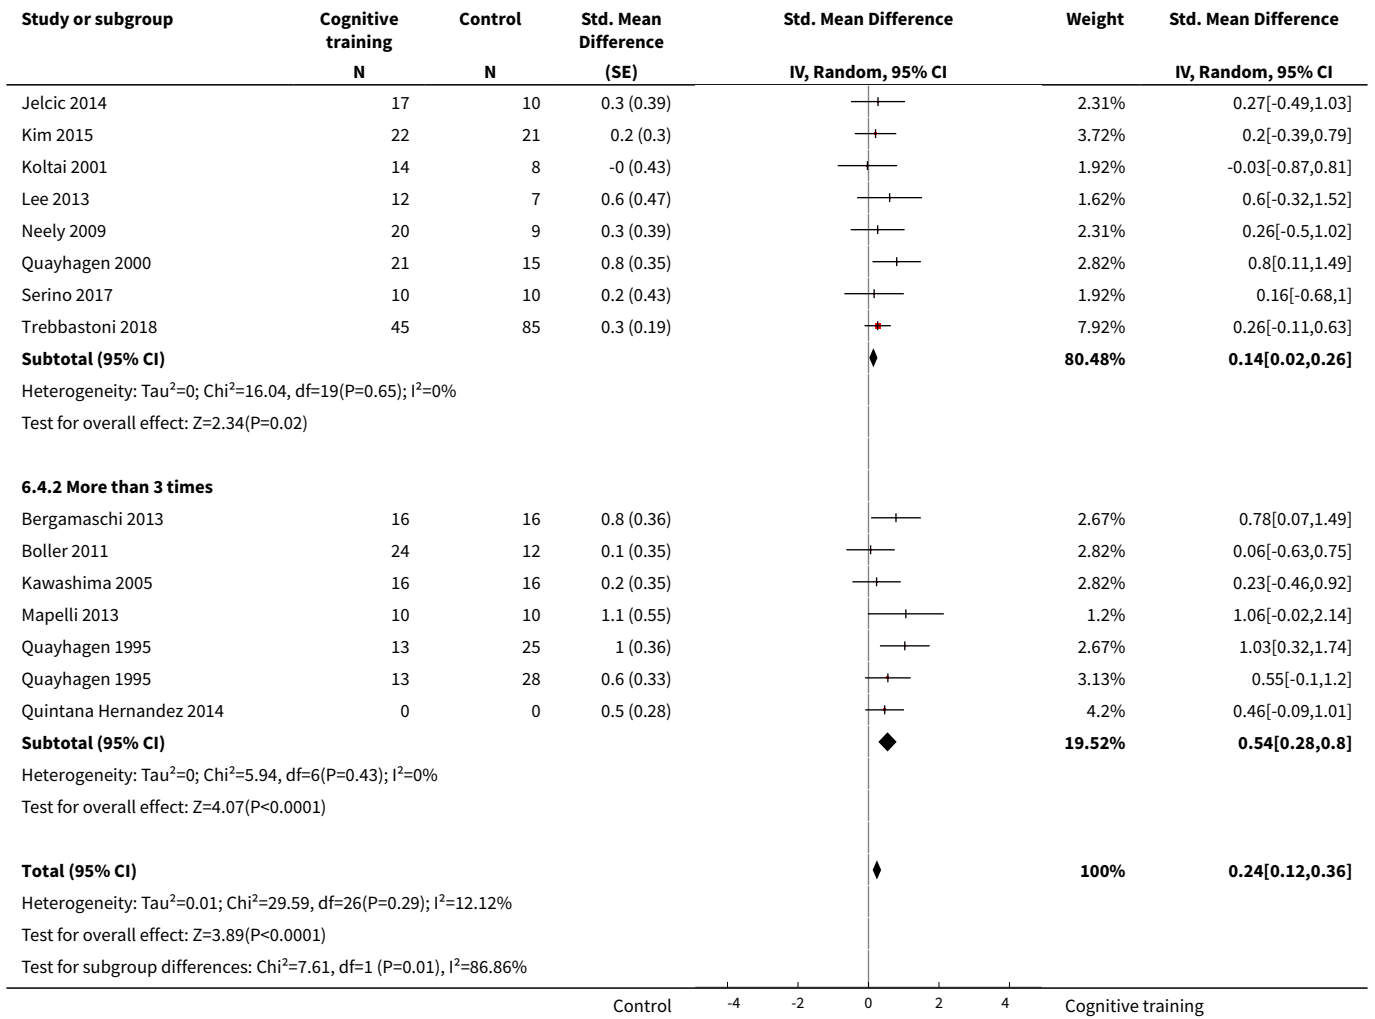 Study or subgroup Cognitive training Control Std. Mean Difference Std. Mean Difference Weight Std. Mean Difference
N N (SE) IV, Random, 95% CI IV, Random, 95% CI
Jelcic 2014 17 10 0.3 (0.39) 2.31% 0.27[-0.49,1.03]
Kim 2015 22 21 0.2 (0.3) 3.72% 0.2[-0.39,0.79]
Koltai 2001 14 8 -0 (0.43) 1.92% -0.03[-0.87,0.81]
Lee 2013 12 7 0.6 (0.47) 1.62% 0.6[-0.32,1.52]
Neely 2009 20 9 0.3 (0.39) 2.31% 0.26[-0.5,1.02]
Quayhagen 2000 21 15 0.8 (0.35) 2.82% 0.8[0.11,1.49]
Serino 2017 10 10 0.2 (0.43) 1.92% 0.16[-0.68,1]
Trebbastoni 2018 45 85 0.3 (0.19) 7.92% 0.26[-0.11,0.63]
Subtotal (95% CI) 80.48% 0.14[0.02,0.26]
Heterogeneity: Tau²=0; Chi²=16.04, df=19(P=0.65); I²=0%
Test for overall effect: Z=2.34(P=0.02)
6.4.2 More than 3 times
Bergamaschi 2013 16 16 0.8 (0.36) 2.67% 0.78[0.07,1.49]
Boller 2011 24 12 0.1 (0.35) 2.82% 0.06[-0.63,0.75]
Kawashima 2005 16 16 0.2 (0.35) 2.82% 0.23[-0.46,0.92]
Mapelli 2013 10 10 1.1 (0.55) 1.2% 1.06[-0.02,2.14]
Quayhagen 1995 13 25 1 (0.36) 2.67% 1.03[0.32,1.74]
Quayhagen 1995 13 28 0.6 (0.33) 3.13% 0.55[-0.1,1.2]
Quintana Hernandez 2014 0 0 0.5 (0.28) 4.2% 0.46[-0.09,1.01]
Subtotal (95% CI) 19.52% 0.54[0.28,0.8]
Heterogeneity: Tau²=0; Chi²=5.94, df=6(P=0.43); I²=0%
Test for overall effect: Z=4.07(P<0.0001)
Total (95% CI) 100% 0.24[0.12,0.36]
Heterogeneity: Tau²=0.01; Chi²=29.59, df=26(P=0.29); I²=12.12%
Test for overall effect: Z=3.89(P<0.0001)
Test for subgroup differences: Chi²=7.61, df=1 (P=0.01), I²=86.86%
Control -4 -2 0 2 4 Cognitive training